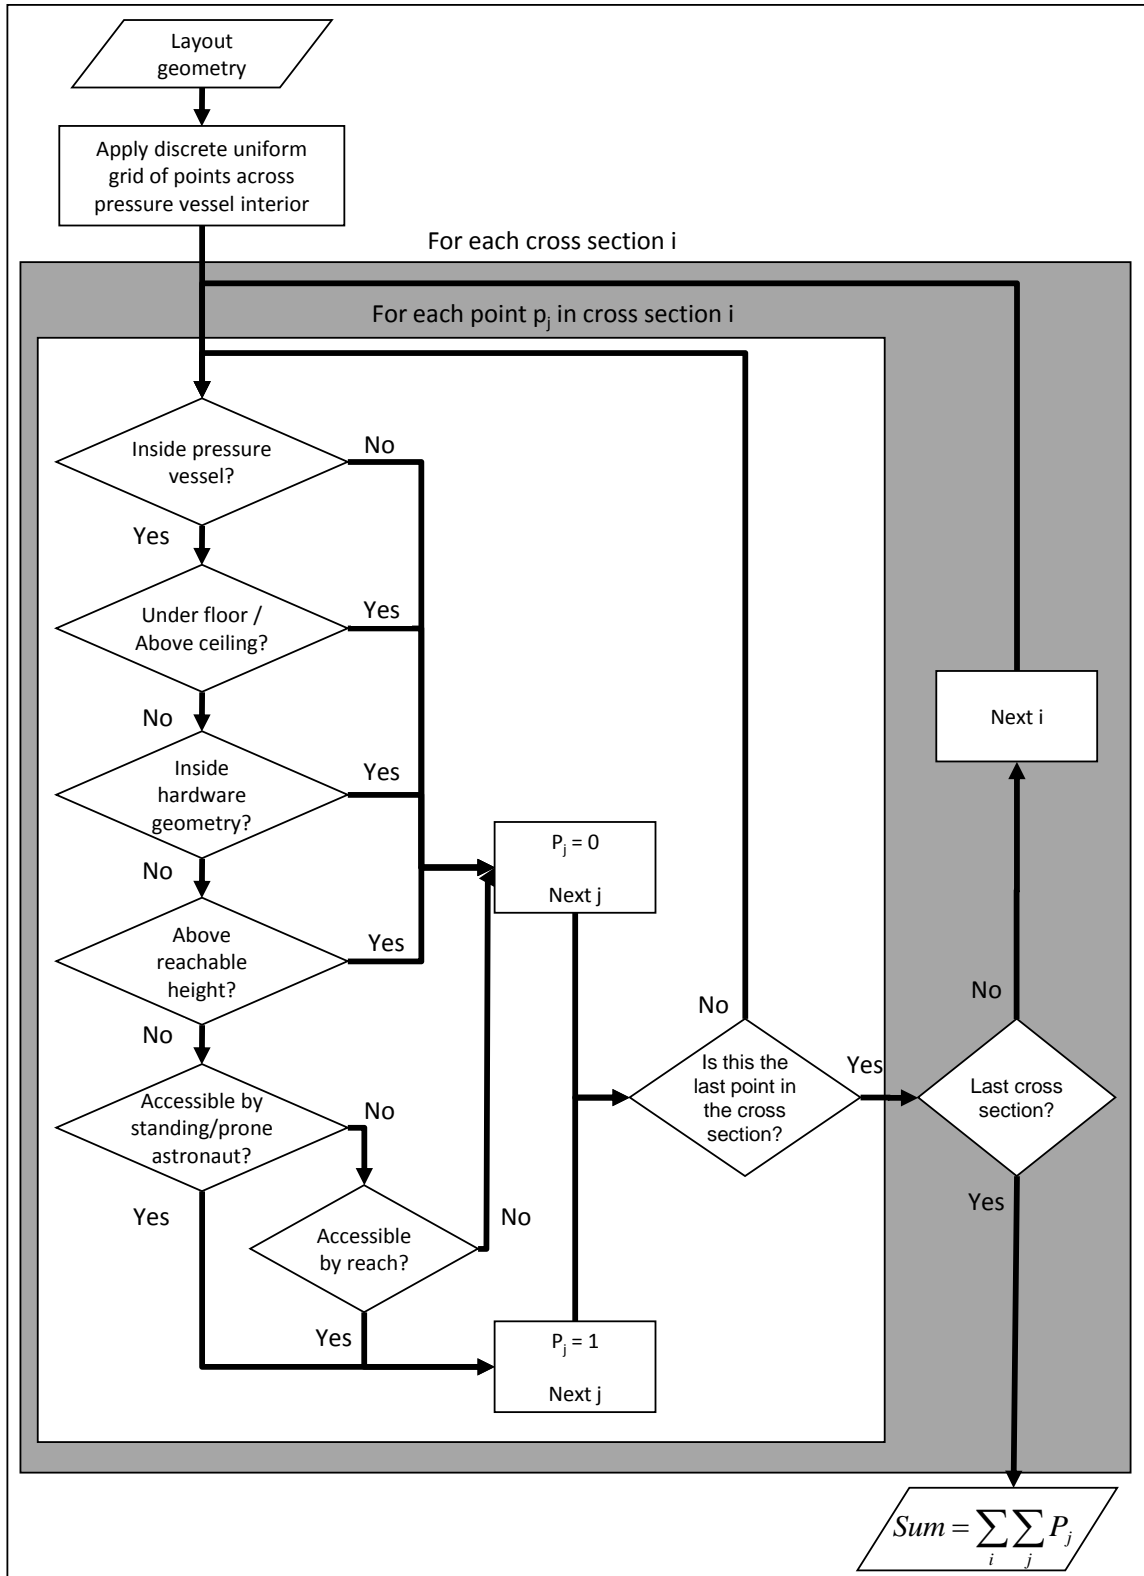 Layout
geometry
Apply discrete uniform
grid of points across
pressure vessel interior
For each cross section i
For each point pj in cross section i
Inside pressure
vessel?
No
Yes
Under floor /
Above ceiling?
Yes
No
Inside
hardware
geometry?
Yes
No
Above
reachable
height?
Yes
No
Accessible by
standing/prone
astronaut?
No
Yes
Accessible
by reach?
No
Yes
Pj = 0
Next j
Pj = 1
Next j
Is this the
last point in
the cross
section?
No
Yes
Last cross
section?
No
Yes
Next i
Sum = ∑i ∑j Pj